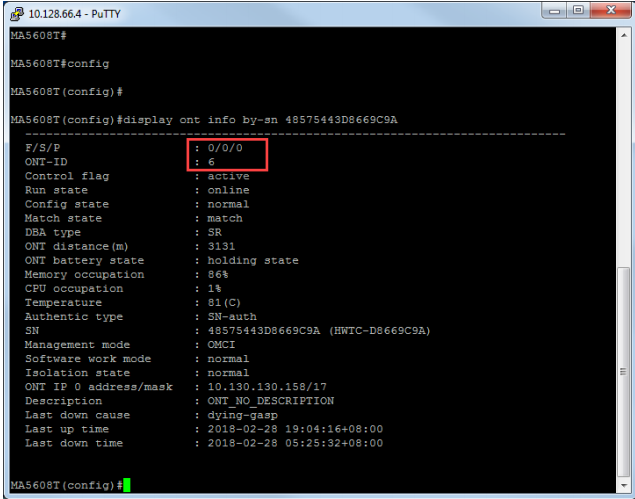 10.128.66.4 - PuTTY
MA5608T#
MA5608T#config
MA5608T(config)#
MA5608T(config)#display ont info by-sn 48575443D8669C9A
-----------------------------------------------------------------------------
F/S/P : 0/0/0
ONT-ID : 6
Control flag : active
Run state : online
Config state : normal
Match state : match
DBA type : SR
ONT distance(m) : 3131
ONT battery state : holding state
Memory occupation : 86%
CPU occupation : 1%
Temperature : 81(C)
Authentic type : SN-auth
SN : 48575443D8669C9A (HWTC-D8669C9A)
Management mode : OMCI
Software work mode : normal
Isolation state : normal
ONT IP 0 address/mask : 10.130.130.158/17
Description : ONT_NO_DESCRIPTION
Last down cause : dying-gasp
Last up time : 2018-02-28 19:04:16+08:00
Last down time : 2018-02-28 05:25:32+08:00
MA5608T(config)#